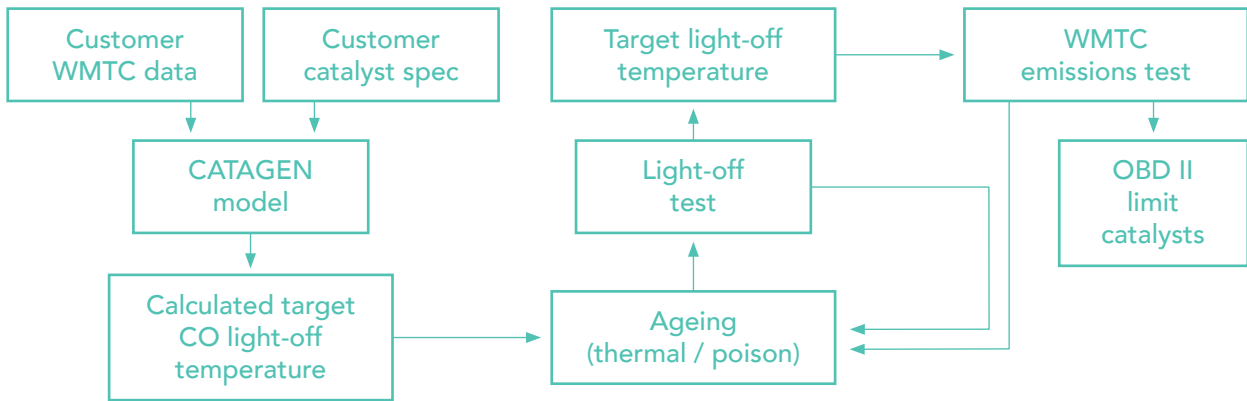 Customer
WMTC data
Customer
catalyst spec
Target light-off
temperature
WMTC
emissions test
CATAGEN
model
Light-off
test
OBD II
limit
catalysts
Calculated target
CO light-off
temperature
Ageing
(thermal / poison)